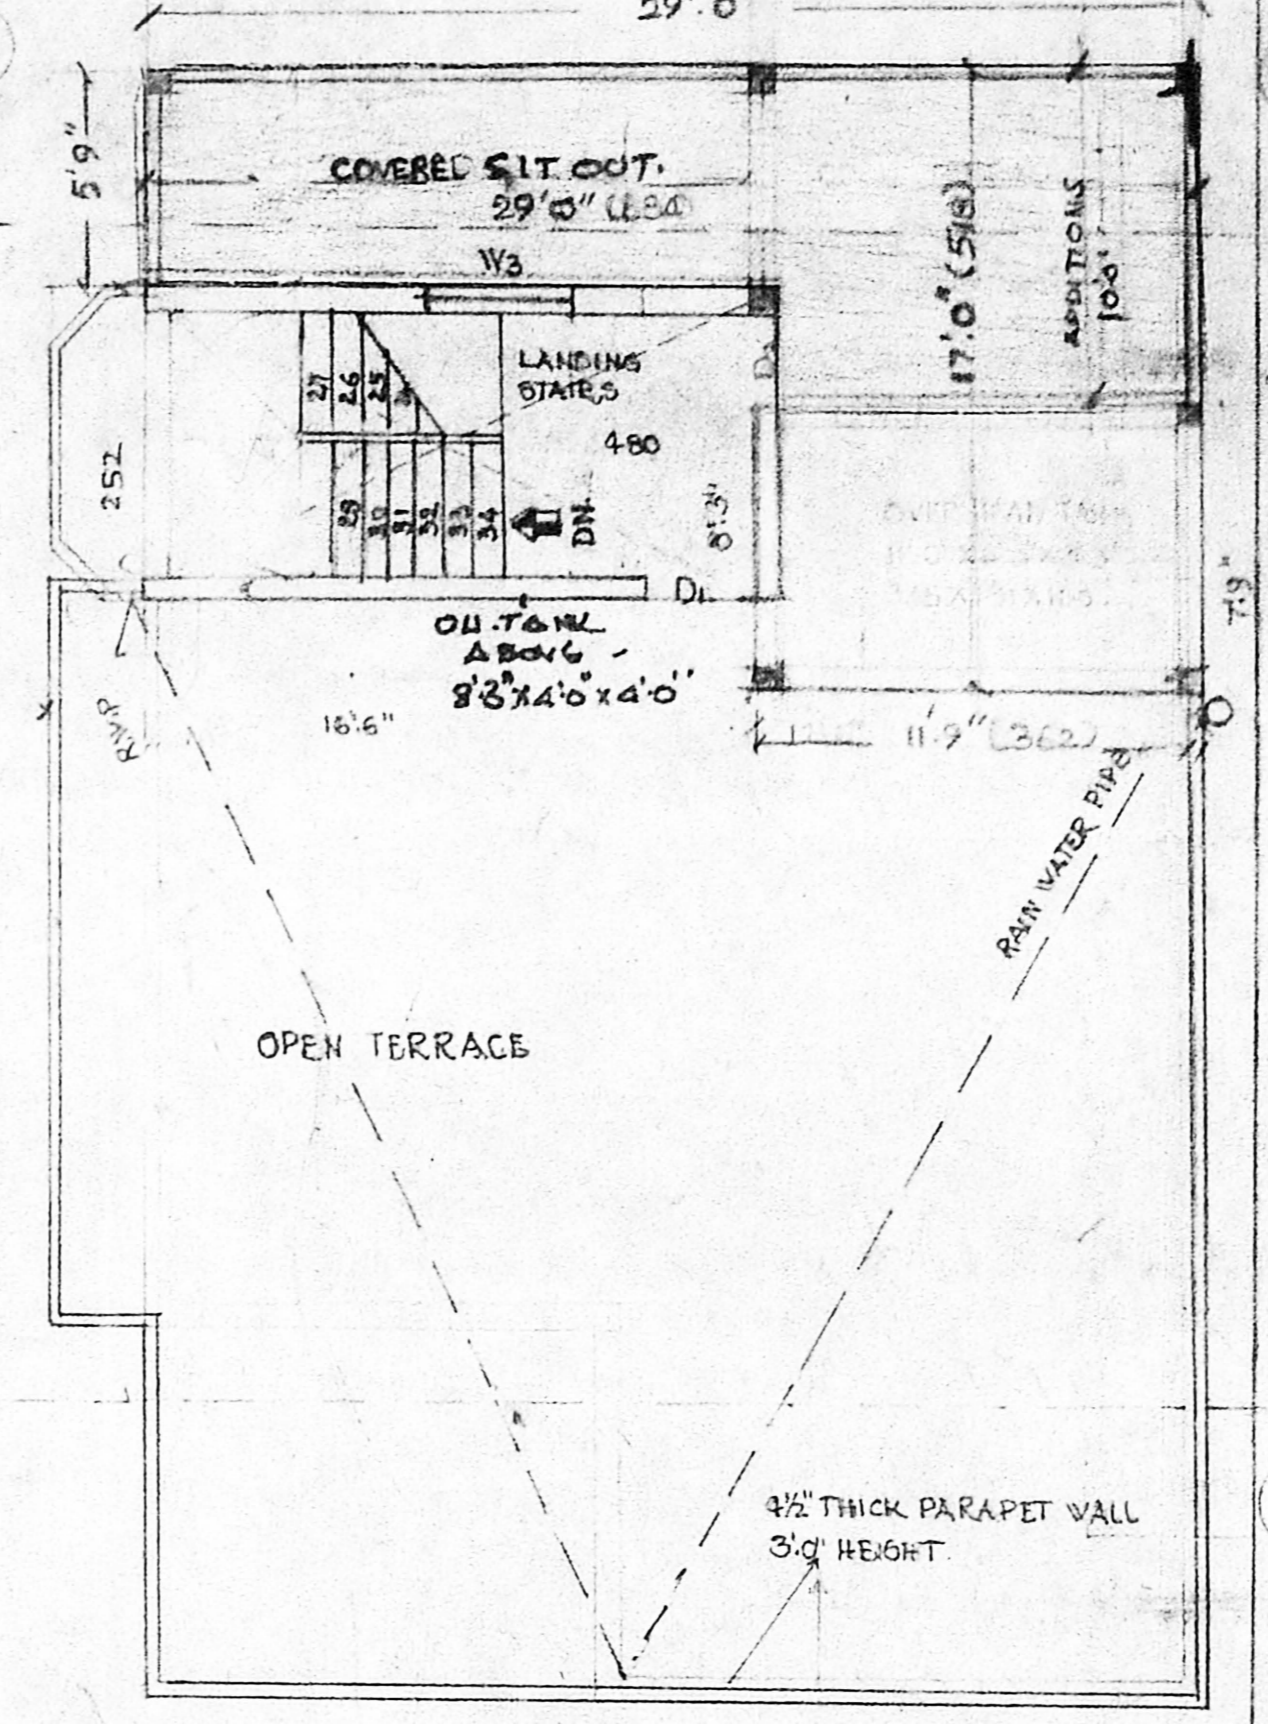 29'.0
5'9"
COVERED SIT OUT.
29'0" (884)
W3
17'.0" (518)
ADDITIONS
10'.0'
LANDING
STAIRS
480
252
27 26 25
29 30 31 32 33 34
DN.
8'.3"
D1.
7'.9"
OH.TANK
ABOVE
8'.3"x4'.0"x4'.0"
16'.6"
R.W.P
11'.9" (362)
RAIN WATER PIPE
OPEN TERRACE
4½" THICK PARAPET WALL
3'.0' HEIGHT.